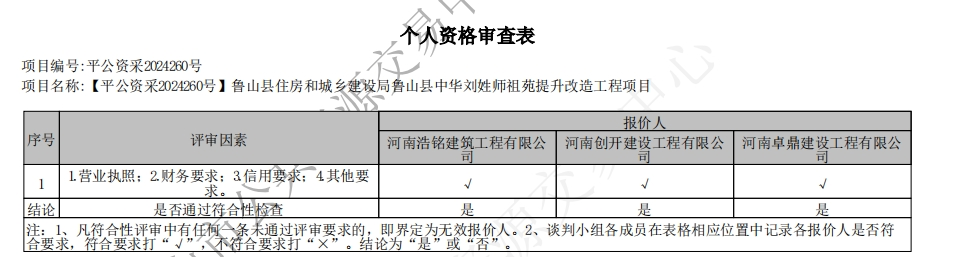 个人资格审查表
项目编号:平公资采2024260号
项目名称:【平公资采2024260号】鲁山县住房和城乡建设局鲁山县中华刘姓师祖苑提升改造工程项目
序号 评审因素 报价人
河南浩铭建筑工程有限公司 河南创开建设工程有限公司 河南卓鼎建设工程有限公司
1 1.营业执照；2.财务要求；3.信用要求；4.其他要求。 √ √ √
结论 是否通过符合性检查 是 是 是
注：1、凡符合性评审中有任何一条未通过评审要求的，即界定为无效报价人。2、谈判小组各成员在表格相应位置中记录各报价人是否符
合要求，符合要求打“√”，不符合要求打“×”。结论为“是”或“否”。